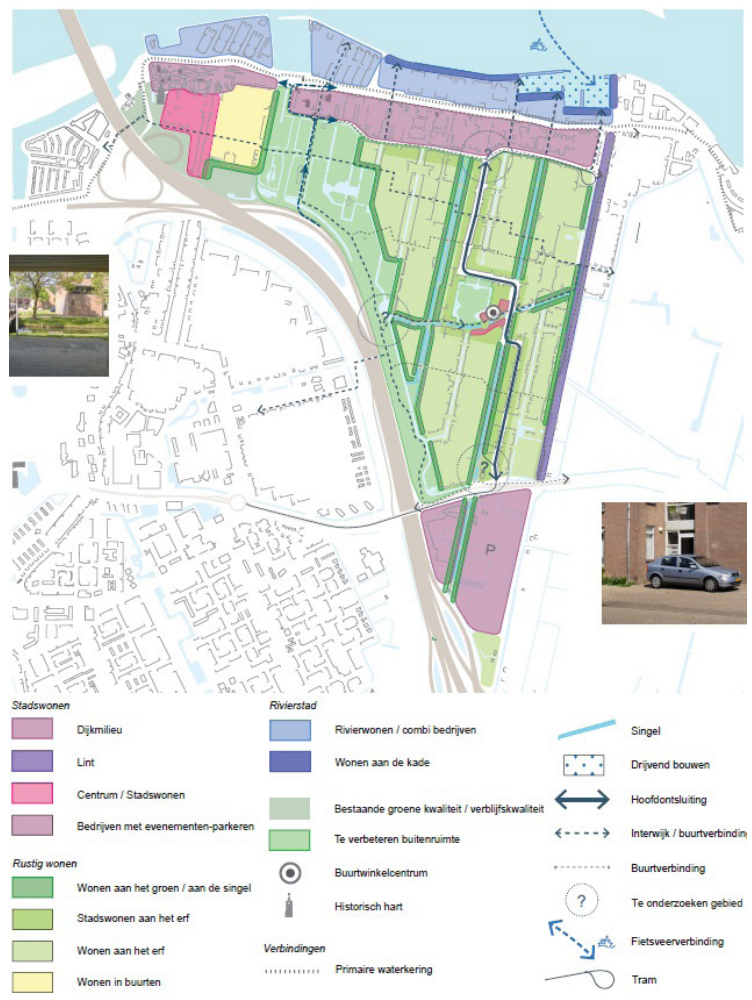 ?
?
?
P
Stadswonen
Dijkmilieu
Lint
Centrum / Stadswonen
Bedrijven met evenementen-parkeren
Rustig wonen
Wonen aan het groen / aan de singel
Stadswonen aan het erf
Wonen aan het erf
Wonen in buurten
Rivierstad
Rivierwonen / combi bedrijven
Wonen aan de kade
Bestaande groene kwaliteit / verblijfskwaliteit
Te verbeteren buitenruimte
Buurtwinkelcentrum
Historisch hart
Verbindingen
Primaire waterkering
Singel
Drijvend bouwen
Hoofdontsluiting
Interwijk / buurtverbinding
Buurtverbinding
?
Te onderzoeken gebied
Fietsveerverbinding
Tram